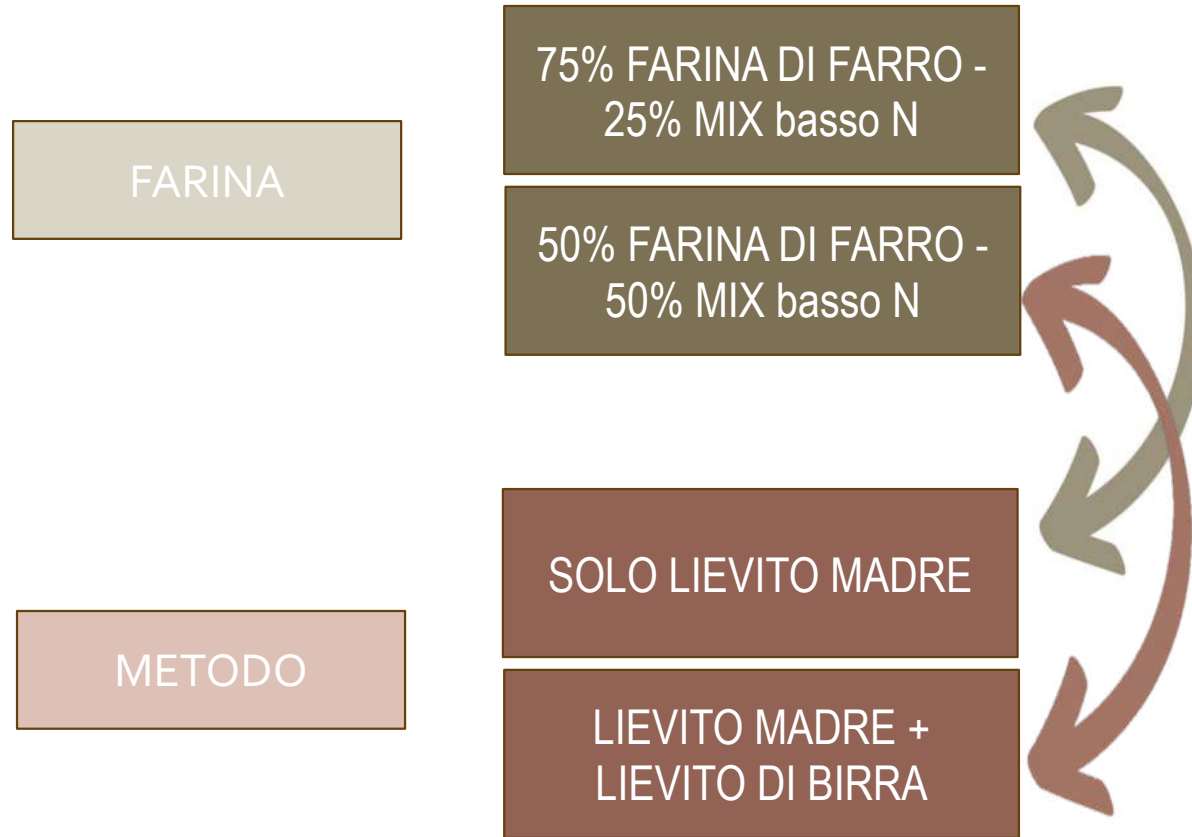 75% FARINA DI FARRO -
25% MIX basso N
FARINA
50% FARINA DI FARRO -
50% MIX basso N
SOLO LIEVITO MADRE
METODO
LIEVITO MADRE +
LIEVITO DI BIRRA